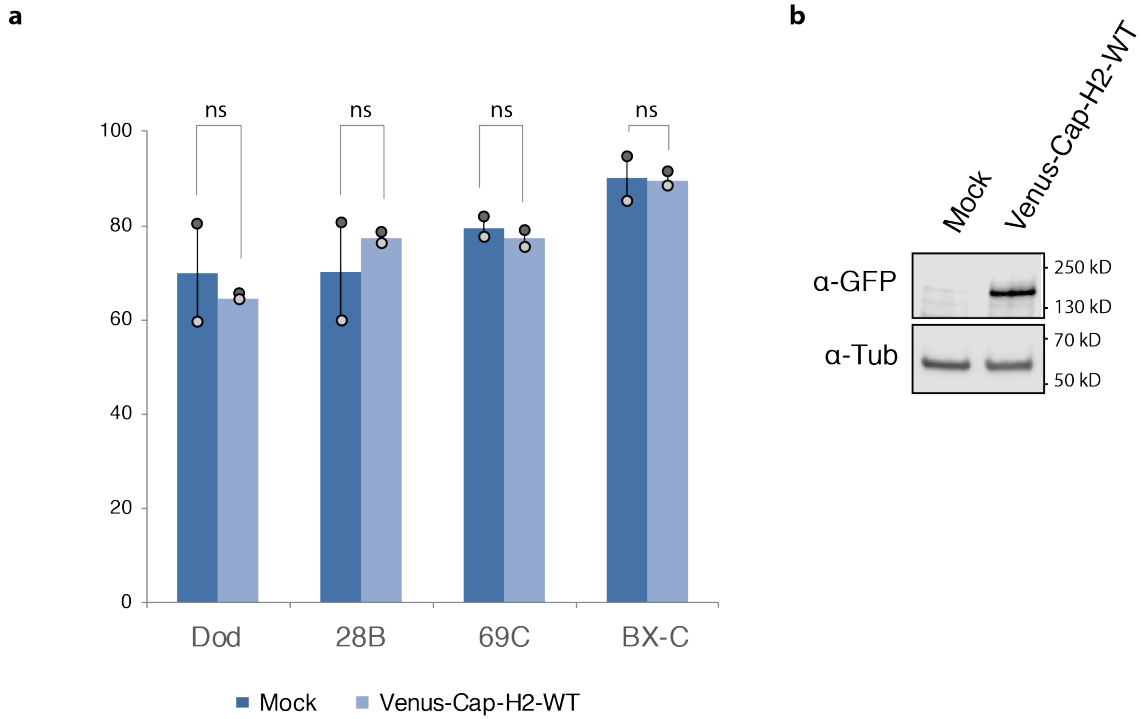 a
ns
ns
ns
ns
100
80
60
40
20
0
Dod
28B
69C
BX-C
Mock
Venus-Cap-H2-WT
b
Mock
Venus-Cap-H2-WT
α-GFP
250 kD
130 kD
α-Tub
70 kD
50 kD